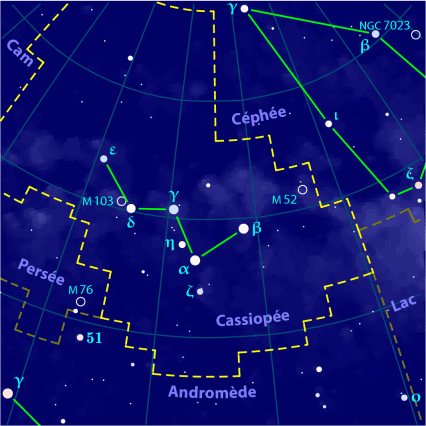 γ
NGC 7023
β
Cam
Céphée
ι
ε
ζ
M 103
γ
M 52
δ
β
η
α
Persée
ζ
M 76
Lac
Cassiopée
51
γ
Andromède
ο